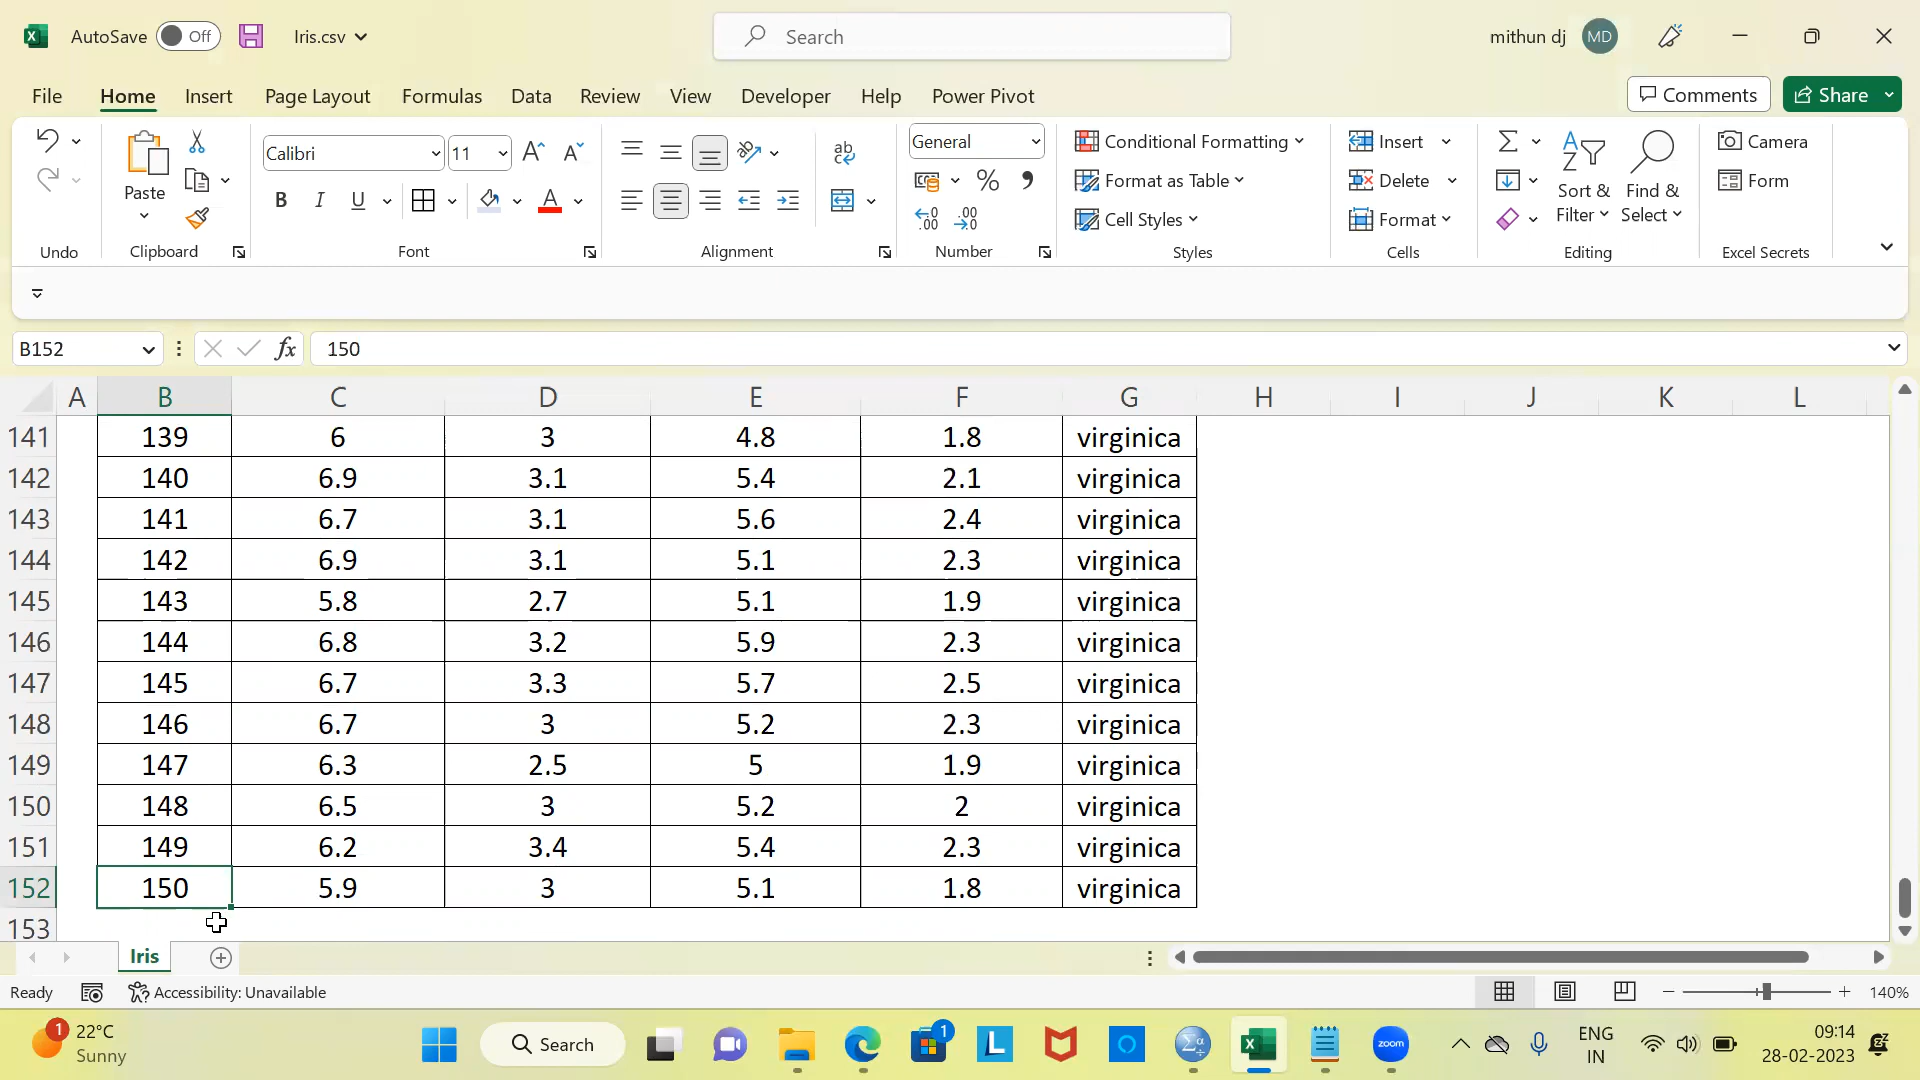 AutoSave Off Iris.csv Search mithun dj MD
File Home Insert Page Layout Formulas Data Review View Developer Help Power Pivot Comments Share
Calibri 11 General Conditional Formatting Insert Camera
Paste Format as Table Delete Sort & Filter Find & Select Form
B I U Cell Styles Format
Undo Clipboard Font Alignment Number Styles Cells Editing Excel Secrets
B152 fx 150
A B C D E F G H I J K L
141 139 6 3 4.8 1.8 virginica
142 140 6.9 3.1 5.4 2.1 virginica
143 141 6.7 3.1 5.6 2.4 virginica
144 142 6.9 3.1 5.1 2.3 virginica
145 143 5.8 2.7 5.1 1.9 virginica
146 144 6.8 3.2 5.9 2.3 virginica
147 145 6.7 3.3 5.7 2.5 virginica
148 146 6.7 3 5.2 2.3 virginica
149 147 6.3 2.5 5 1.9 virginica
150 148 6.5 3 5.2 2 virginica
151 149 6.2 3.4 5.4 2.3 virginica
152 150 5.9 3 5.1 1.8 virginica
153
Iris
Ready Accessibility: Unavailable 140%
1 22°C Search 1 L zoom ENG 09:14
Sunny IN 28-02-2023